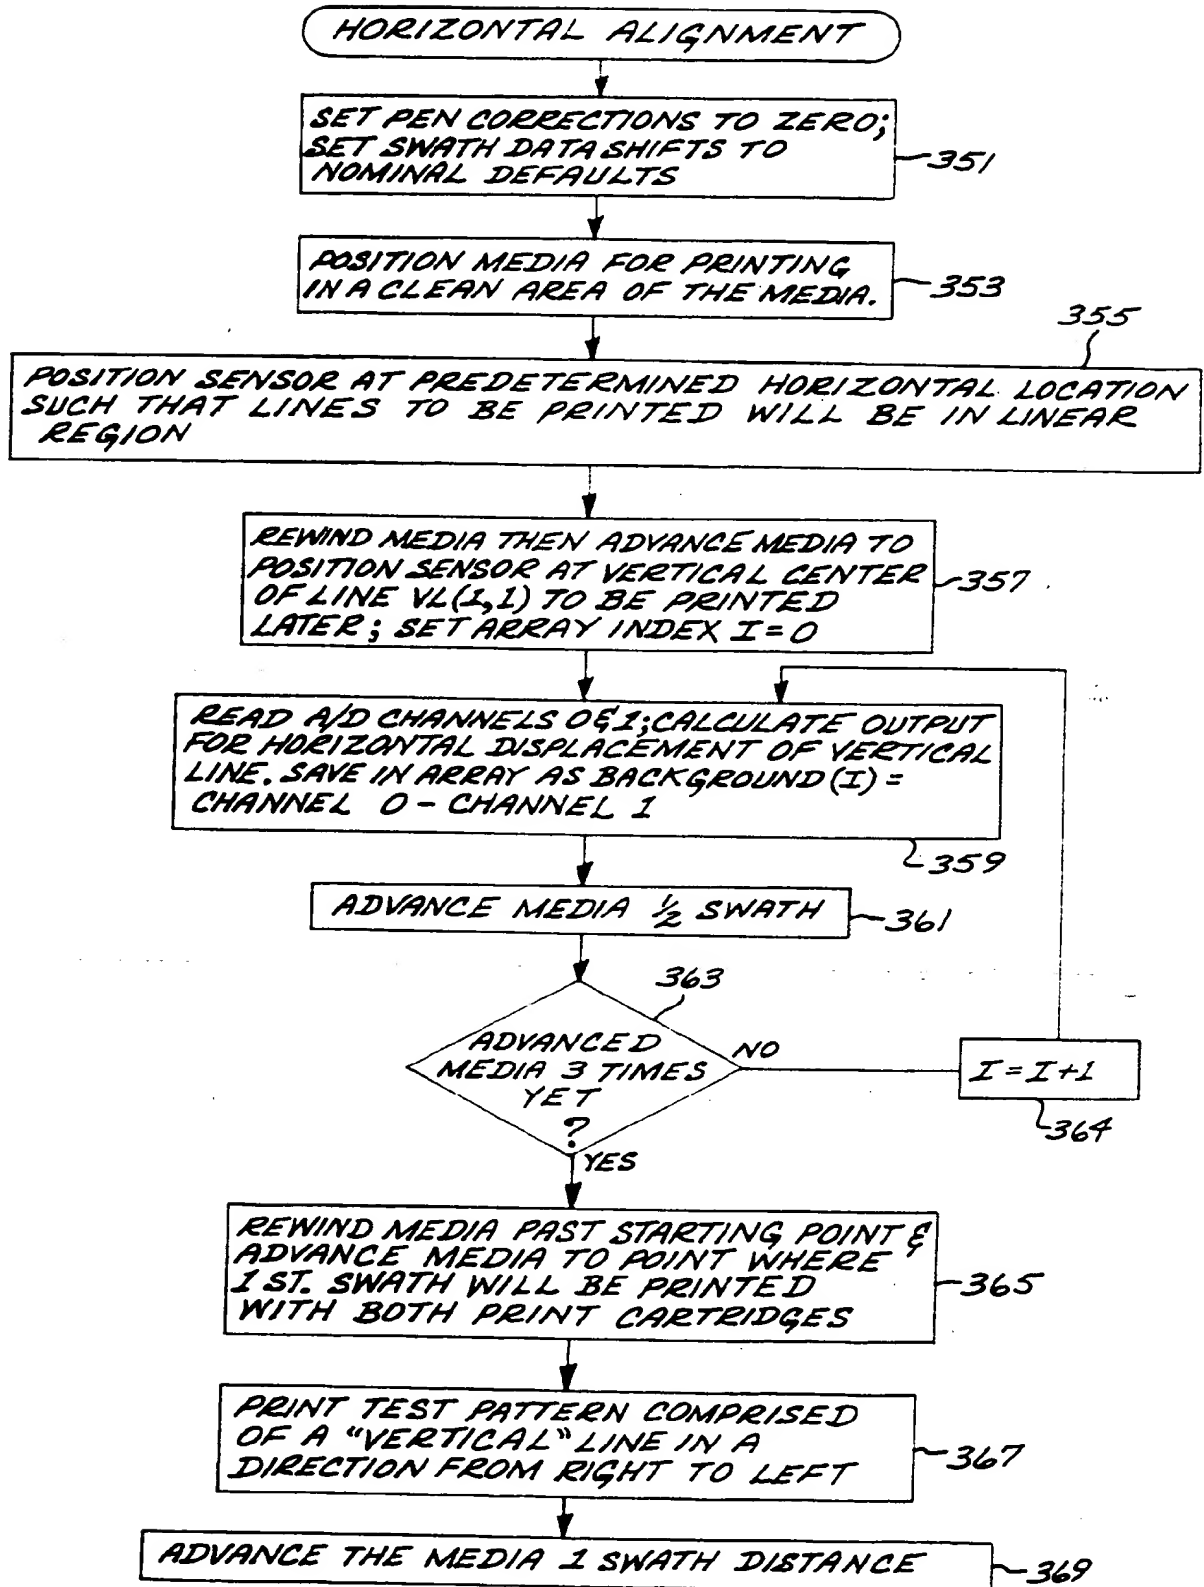 HORIZONTAL ALIGNMENT
SET PEN CORRECTIONS TO ZERO;
SET SWATH DATA SHIFTS TO
NOMINAL DEFAULTS
351
POSITION MEDIA FOR PRINTING
IN A CLEAN AREA OF THE MEDIA.
353
355
POSITION SENSOR AT PREDETERMINED HORIZONTAL LOCATION
SUCH THAT LINES TO BE PRINTED WILL BE IN LINEAR
REGION
REWIND MEDIA THEN ADVANCE MEDIA TO
POSITION SENSOR AT VERTICAL CENTER
OF LINE VL(1,1) TO BE PRINTED
LATER; SET ARRAY INDEX I=0
357
READ A/D CHANNELS 0&1; CALCULATE OUTPUT
FOR HORIZONTAL DISPLACEMENT OF VERTICAL
LINE. SAVE IN ARRAY AS BACKGROUND(I)=
CHANNEL 0 - CHANNEL 1
359
ADVANCE MEDIA 1/2 SWATH
361
363
ADVANCED
MEDIA 3 TIMES
YET
?
NO
I=I+1
364
YES
REWIND MEDIA PAST STARTING POINT &
ADVANCE MEDIA TO POINT WHERE
1 ST. SWATH WILL BE PRINTED
WITH BOTH PRINT CARTRIDGES
365
PRINT TEST PATTERN COMPRISED
OF A "VERTICAL" LINE IN A
DIRECTION FROM RIGHT TO LEFT
367
ADVANCE THE MEDIA 1 SWATH DISTANCE
369